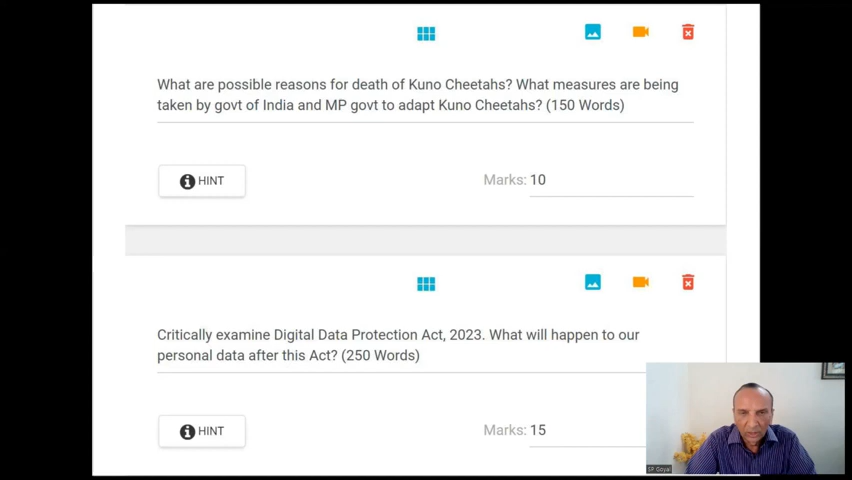 What are possible reasons for death of Kuno Cheetahs? What measures are being
taken by govt of India and MP govt to adapt Kuno Cheetahs? (150 Words)
HINT
Marks: 10
Critically examine Digital Data Protection Act, 2023. What will happen to our
personal data after this Act? (250 Words)
HINT
Marks: 15
SP Goyal